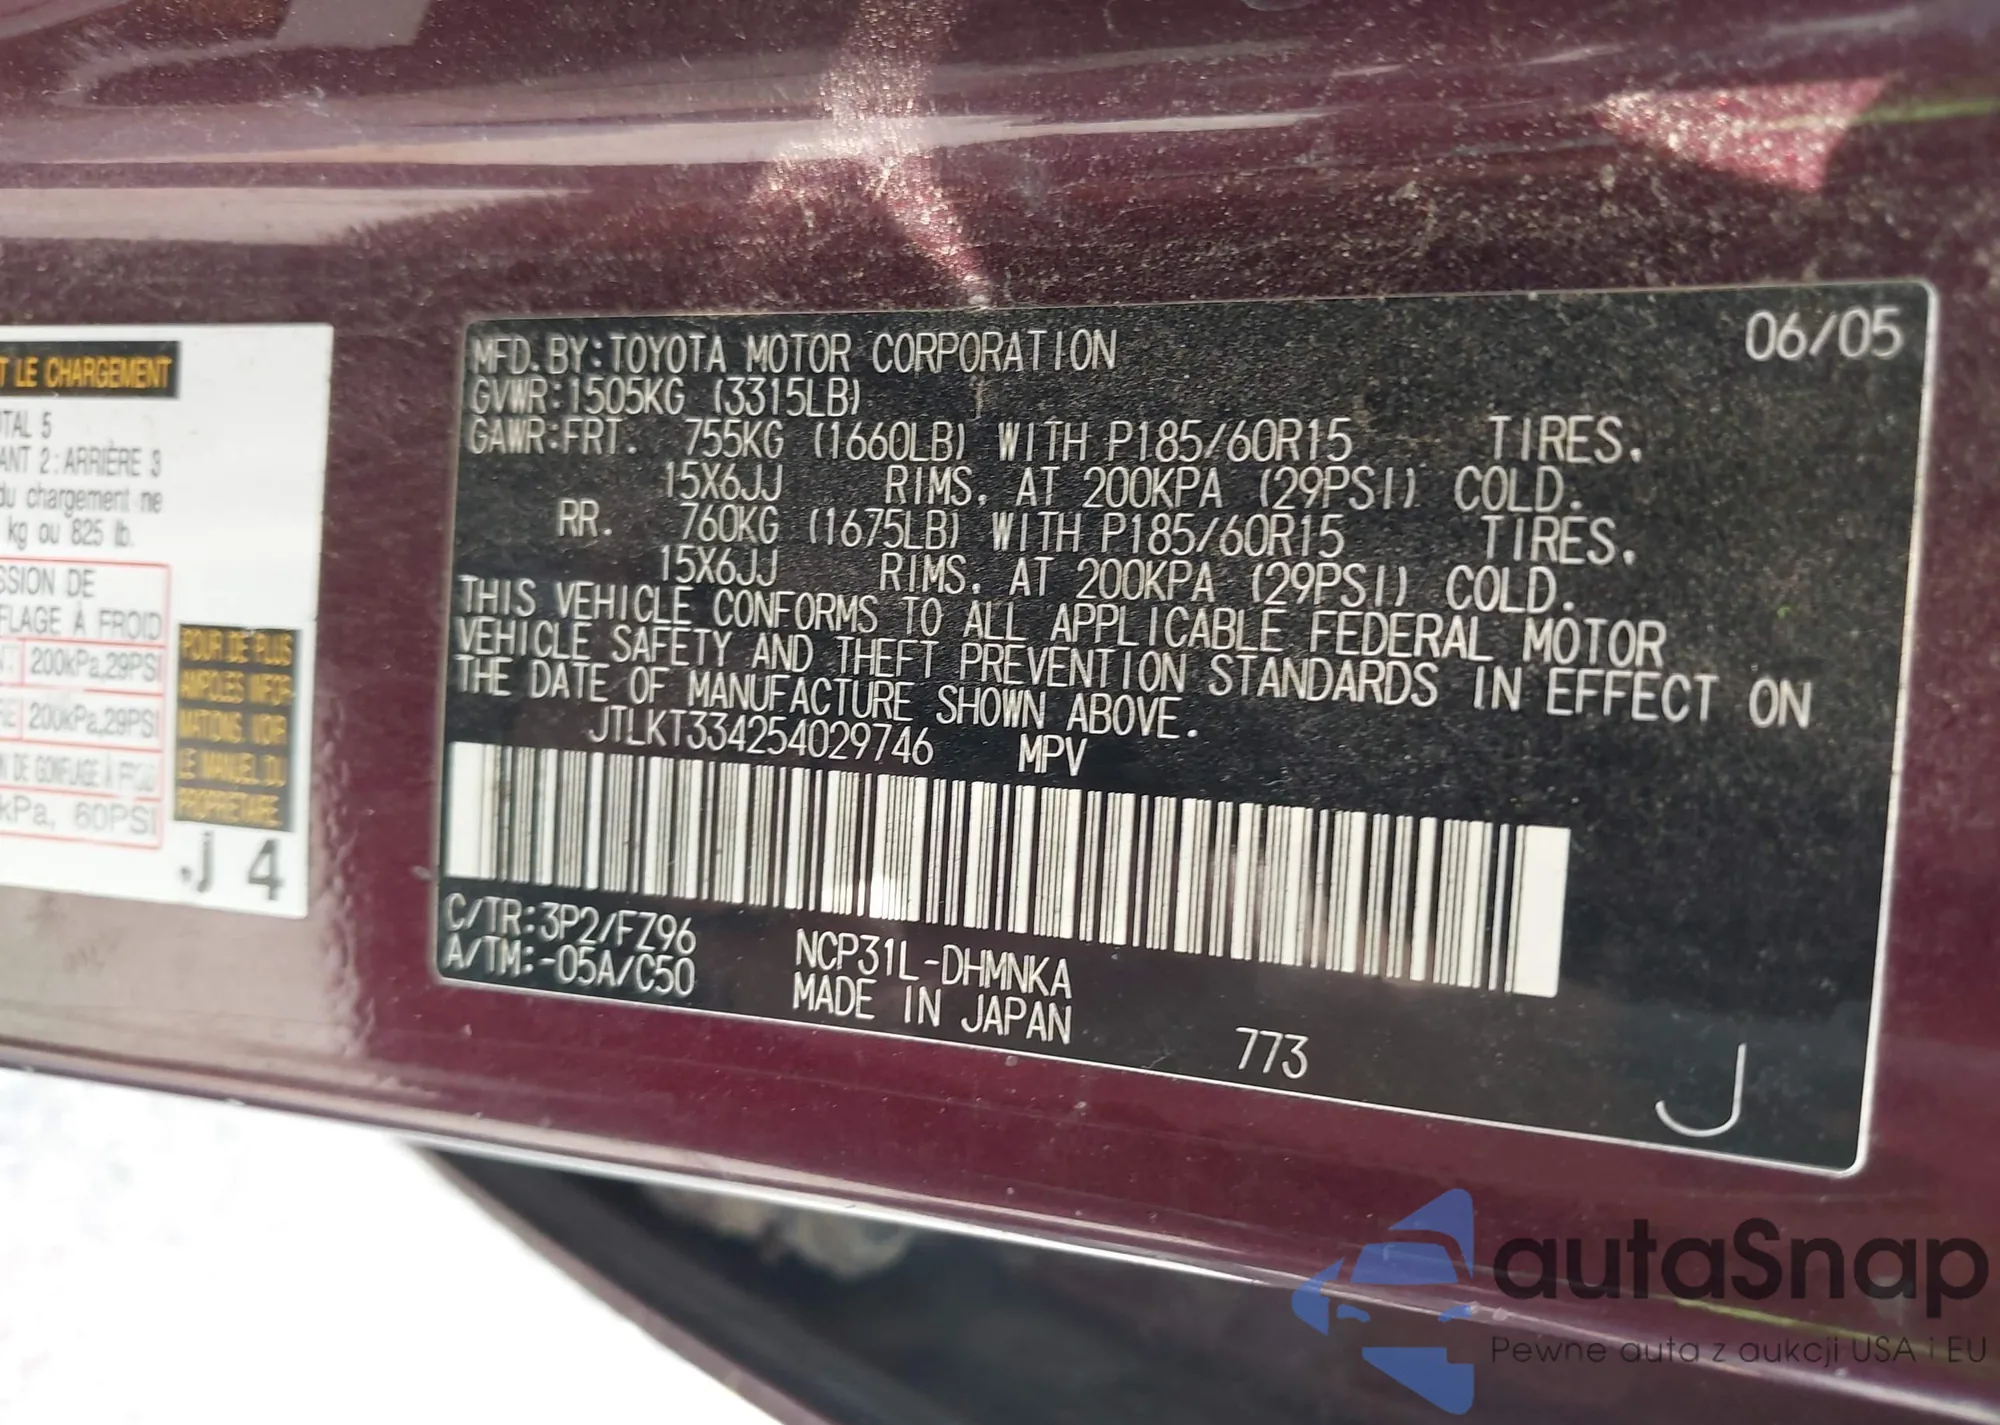 T LE CHARGEMENT
TAL 5
ANT 2:ARRIÈRE 3
du chargement ne
kg ou 825 lb.
SSION DE
FLAGE À FROID
200kPa,29PSI
RE 200kPa,29PSI
N DE GONFLAGE À FROID
kPa, 60PSI
POUR DE PLUS
AMPLES INFOR-
MATIONS, VOIR
LE MANUEL DU
PROPRIÉTAIRE.
J 4
06/05
MFD.BY:TOYOTA MOTOR CORPORATION
GVWR:1505KG (3315LB)
GAWR:FRT. 755KG (1660LB) WITH P185/60R15 TIRES,
15X6JJ RIMS, AT 200KPA (29PSI) COLD.
RR. 760KG (1675LB) WITH P185/60R15 TIRES,
15X6JJ RIMS, AT 200KPA (29PSI) COLD.
THIS VEHICLE CONFORMS TO ALL APPLICABLE FEDERAL MOTOR
VEHICLE SAFETY AND THEFT PREVENTION STANDARDS IN EFFECT ON
THE DATE OF MANUFACTURE SHOWN ABOVE.
JTLKT334254029746 MPV
C/TR:3P2/FZ96
A/TM:-05A/C50
NCP31L-DHMNKA
MADE IN JAPAN
773
J
autaSnap
Pewne auta z aukcji USA i EU